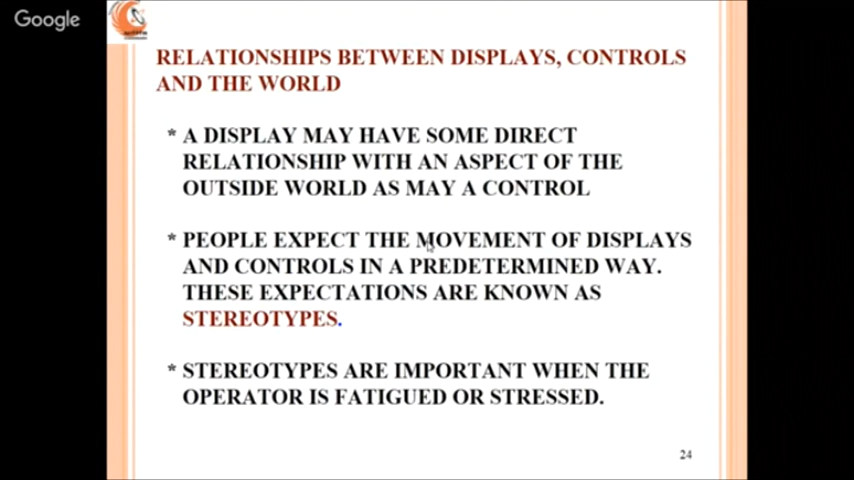 Google
RELATIONSHIPS BETWEEN DISPLAYS, CONTROLS
AND THE WORLD
* A DISPLAY MAY HAVE SOME DIRECT
RELATIONSHIP WITH AN ASPECT OF THE
OUTSIDE WORLD AS MAY A CONTROL
* PEOPLE EXPECT THE MOVEMENT OF DISPLAYS
AND CONTROLS IN A PREDETERMINED WAY.
THESE EXPECTATIONS ARE KNOWN AS
STEREOTYPES.
* STEREOTYPES ARE IMPORTANT WHEN THE
OPERATOR IS FATIGUED OR STRESSED.
24